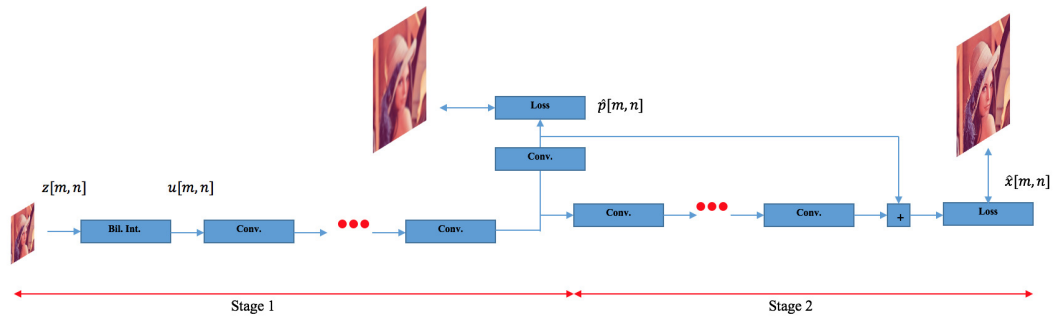 Loss
p̂[m, n]
Conv.
z[m, n]
u[m, n]
x̂[m, n]
Bil. Int.
Conv.
Conv.
Conv.
Conv.
+
Loss
Stage 1
Stage 2